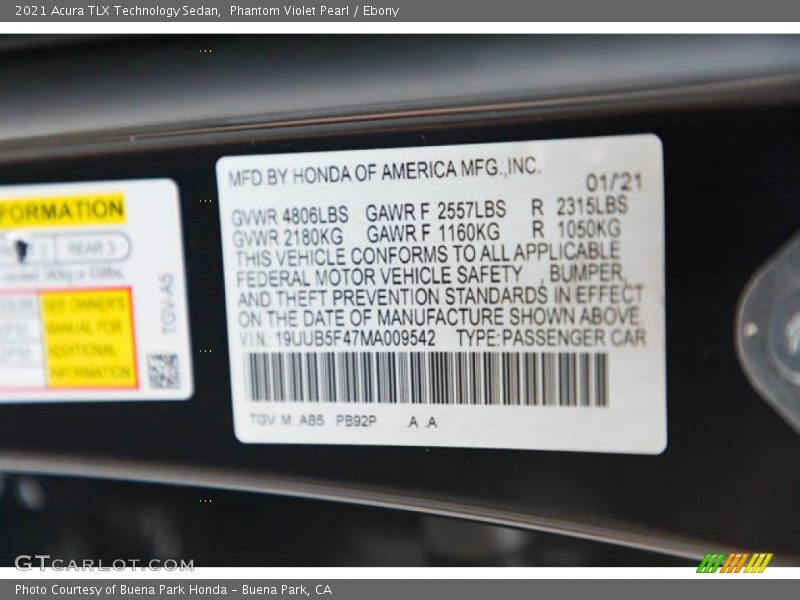 2021 Acura TLX Technology Sedan, Phantom Violet Pearl / Ebony
MFD.BY HONDA OF AMERICA MFG.,INC.
01/21
GVWR 4806LBS GAWR F 2557LBS R 2315LBS
GVWR 2180KG GAWR F 1160KG R 1050KG
THIS VEHICLE CONFORMS TO ALL APPLICABLE
FEDERAL MOTOR VEHICLE SAFETY , BUMPER,
AND THEFT PREVENTION STANDARDS IN EFFECT
ON THE DATE OF MANUFACTURE SHOWN ABOVE.
V.I.N.: 19UUB5F47MA009542 TYPE:PASSENGER CAR
TGV M AB5 PB92P .A .A
FORMATION
REAR 3
SEE OWNER'S
MANUAL FOR
ADDITIONAL
INFORMATION
TGV-A5
GTCARLOT.COM
Photo Courtesy of Buena Park Honda - Buena Park, CA